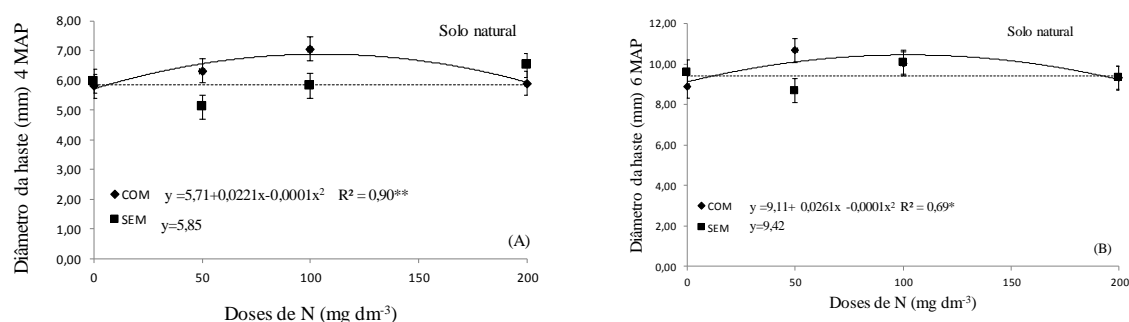 Diâmetro da haste (mm) 4 MAP
8,00
7,00
6,00
5,00
4,00
3,00
2,00
1,00
0,00
Solo natural
COM y =5,71+0,0221x-0,0001x² R² = 0,90**
SEM y=5,85
(A)
0 50 100 150 200
Doses de N (mg dm⁻³)
Diâmetro da haste (mm) 6 MAP
12,00
10,00
8,00
6,00
4,00
2,00
0,00
Solo natural
COM y =9,11+ 0,0261x -0,0001x² R² = 0,69*
SEM y=9,42
(B)
0 50 100 150 200
Doses de N (mg dm⁻³)